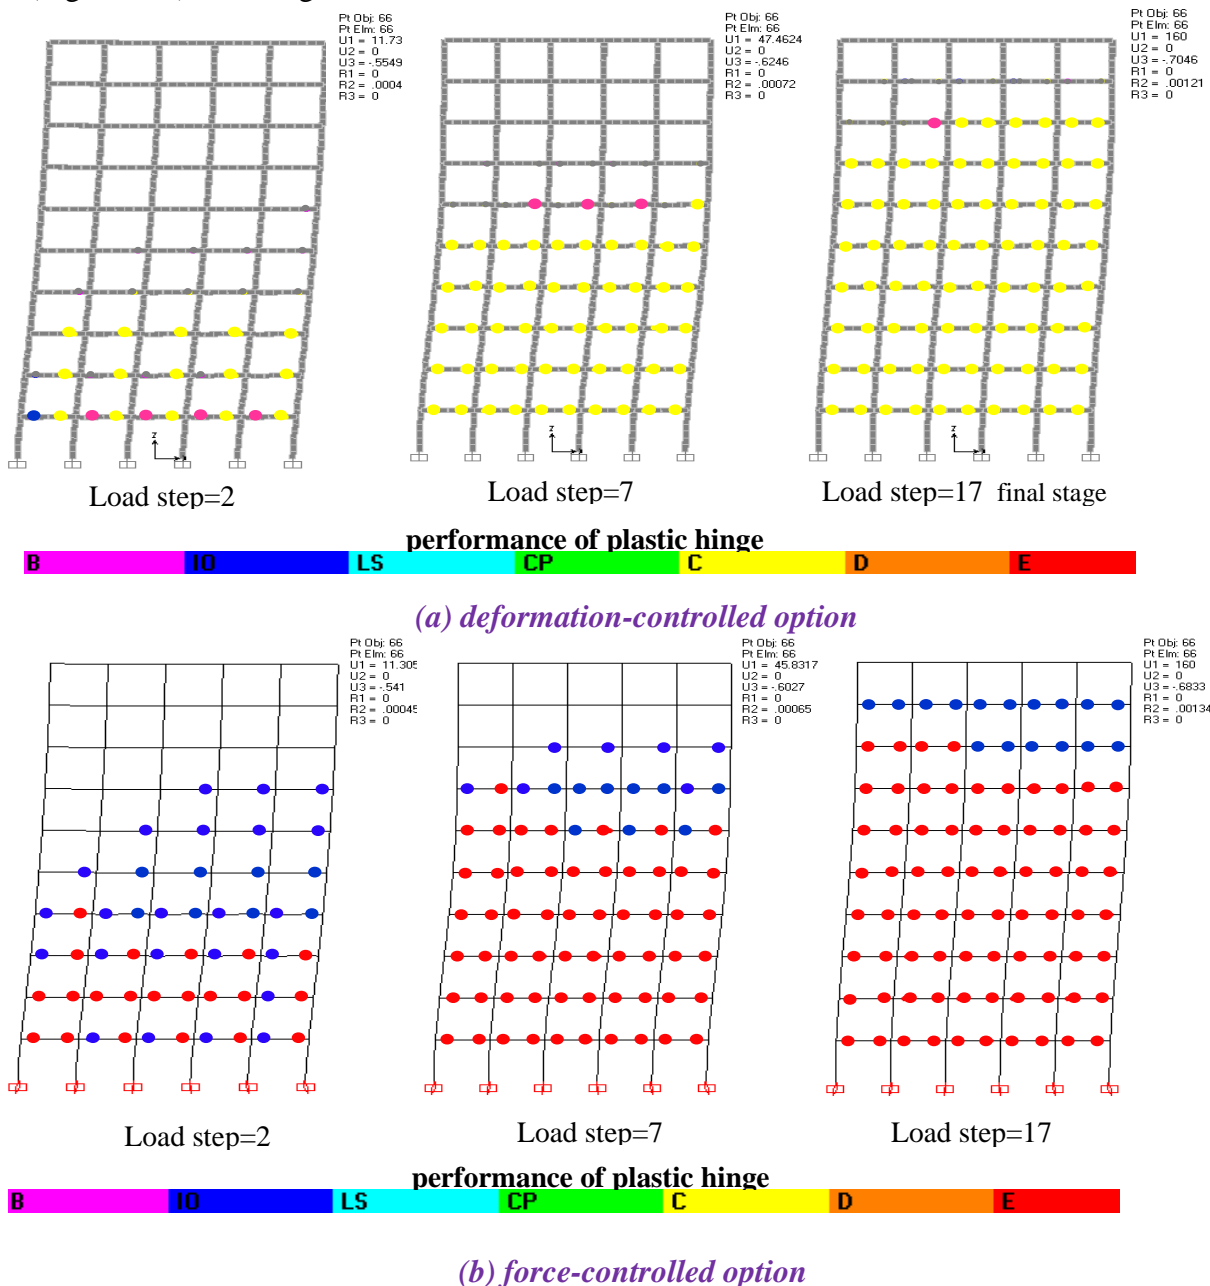 Pt Obj: 66
Pt Elm: 66
U1 = 11.73
U2 = 0
U3 = -.5549
R1 = 0
R2 = .0004
R3 = 0
Pt Obj: 66
Pt Elm: 66
U1 = 47.4624
U2 = 0
U3 = -.6246
R1 = 0
R2 = .00072
R3 = 0
Pt Obj: 66
Pt Elm: 66
U1 = 160
U2 = 0
U3 = -.7046
R1 = 0
R2 = .00121
R3 = 0
Z
Z
Z
Load step=2
Load step=7
Load step=17 final stage
performance of plastic hinge
B IO LS CP C D E
(a) deformation-controlled option
Pt Obj: 66
Pt Elm: 66
U1 = 11.305
U2 = 0
U3 = -.541
R1 = 0
R2 = .00045
R3 = 0
Pt Obj: 66
Pt Elm: 66
U1 = 45.8317
U2 = 0
U3 = -.6027
R1 = 0
R2 = .00065
R3 = 0
Pt Obj: 66
Pt Elm: 66
U1 = 160
U2 = 0
U3 = -.6833
R1 = 0
R2 = .00134
R3 = 0
Load step=2
Load step=7
Load step=17
performance of plastic hinge
B IO LS CP C D E
(b) force-controlled option